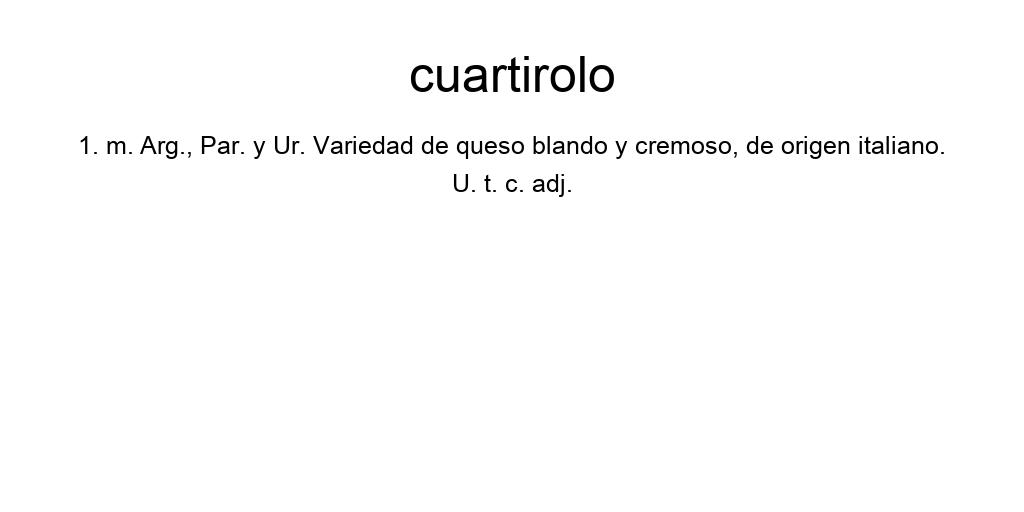 cuartirolo
1. m. Arg., Par. y Ur. Variedad de queso blando y cremoso, de origen italiano.
U. t. c. adj.